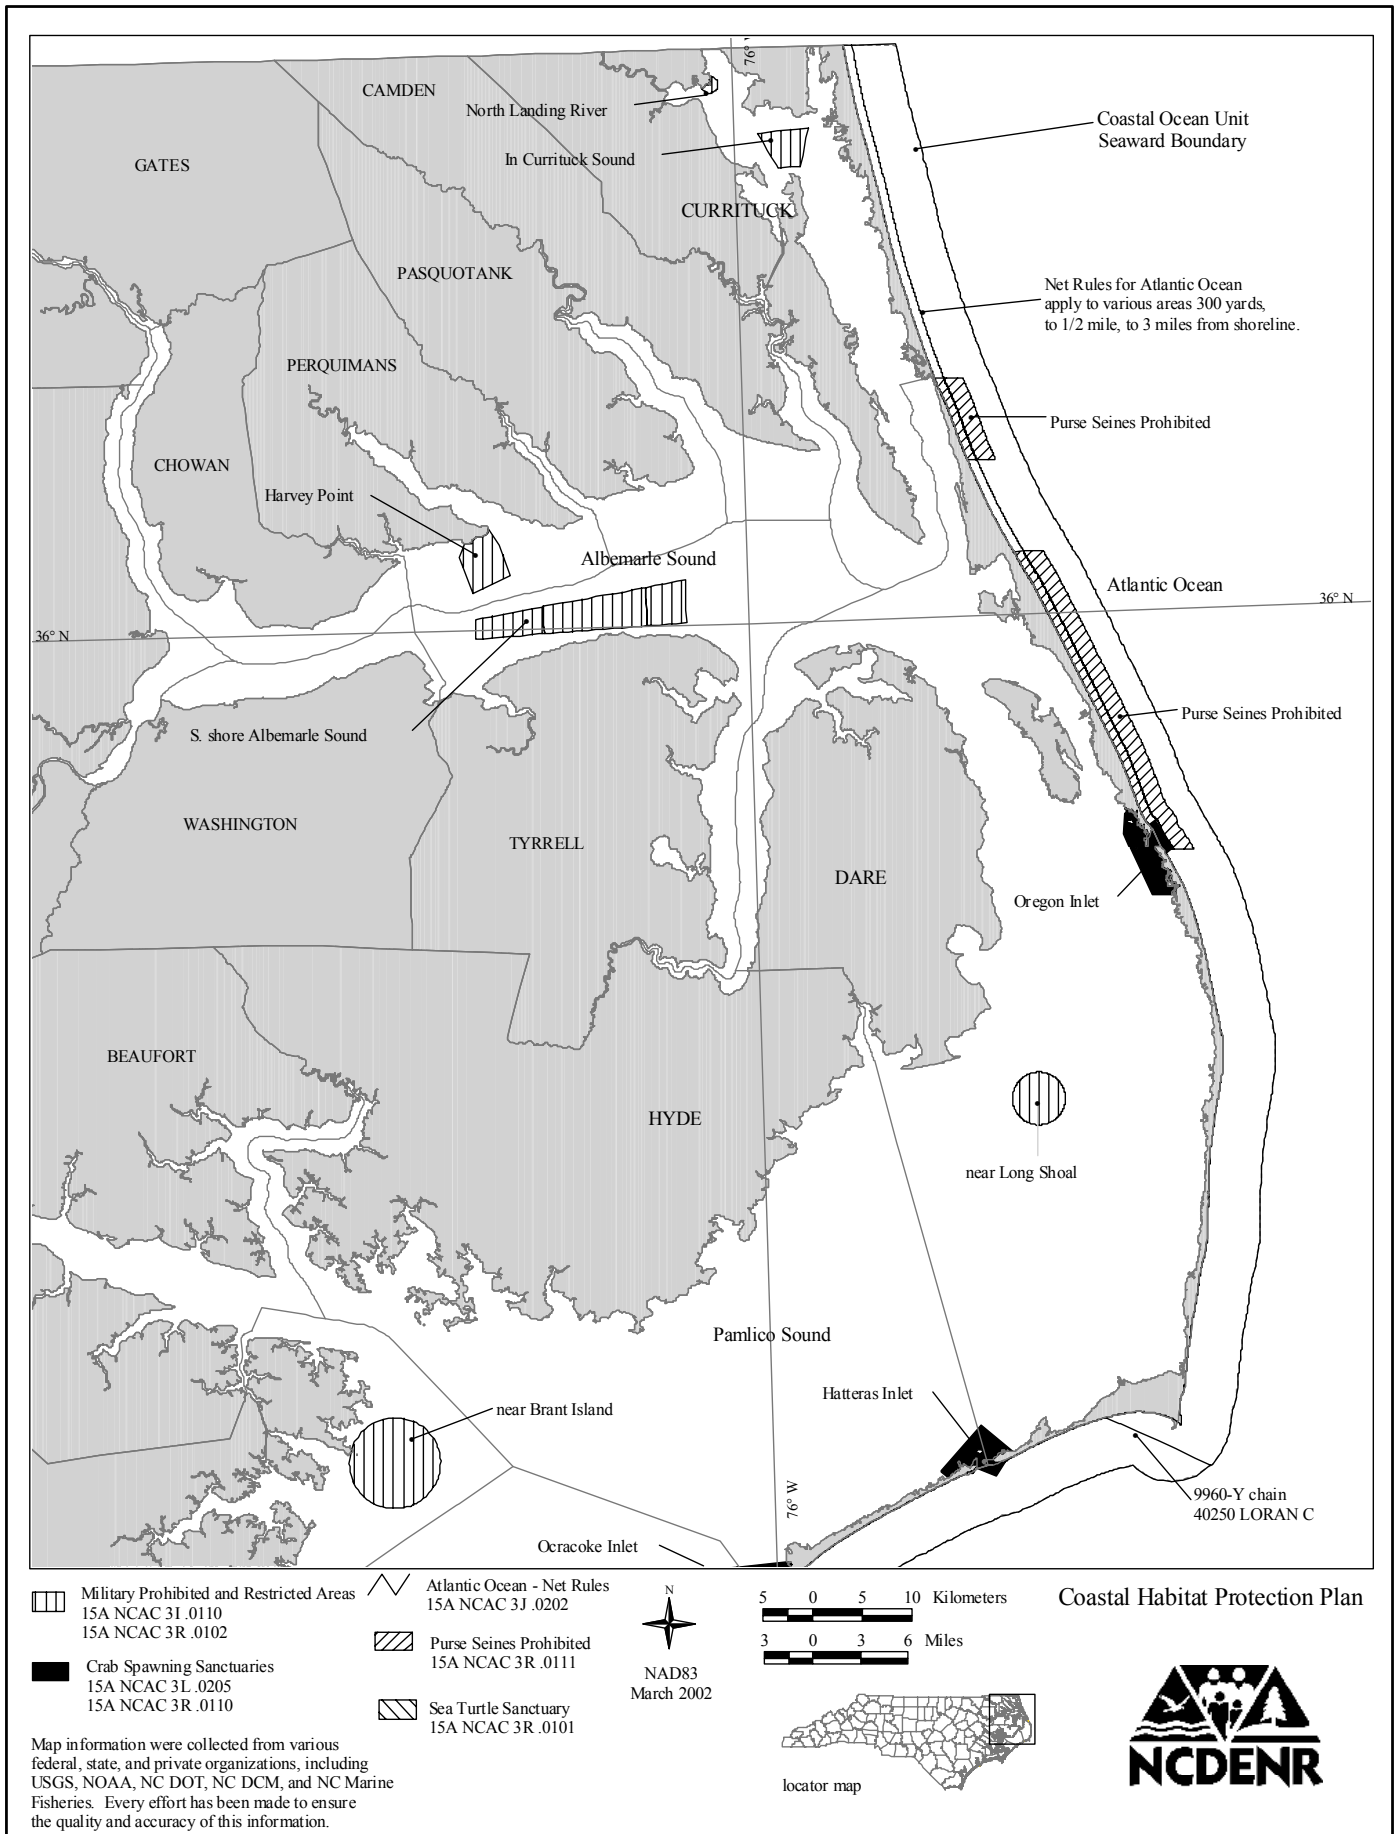 76° W
CAMDEN
North Landing River
Coastal Ocean Unit
Seaward Boundary
GATES
In Currituck Sound
CURRITUCK
PASQUOTANK
Net Rules for Atlantic Ocean
apply to various areas 300 yards,
to 1/2 mile, to 3 miles from shoreline.
PERQUIMANS
Purse Seines Prohibited
CHOWAN
Harvey Point
Albemarle Sound
Atlantic Ocean
36° N
36° N
S. shore Albemarle Sound
Purse Seines Prohibited
WASHINGTON
TYRRELL
DARE
Oregon Inlet
BEAUFORT
HYDE
near Long Shoal
Pamlico Sound
Hatteras Inlet
near Brant Island
76° W
9960-Y chain
40250 LORAN C
Ocracoke Inlet
Military Prohibited and Restricted Areas
15A NCAC 3I .0110
15A NCAC 3R .0102
Crab Spawning Sanctuaries
15A NCAC 3L .0205
15A NCAC 3R .0110
Atlantic Ocean - Net Rules
15A NCAC 3J .0202
Purse Seines Prohibited
15A NCAC 3R .0111
Sea Turtle Sanctuary
15A NCAC 3R .0101
N
NAD83
March 2002
5 0 5 10 Kilometers
3 0 3 6 Miles
locator map
Coastal Habitat Protection Plan
NCDENR
Map information were collected from various
federal, state, and private organizations, including
USGS, NOAA, NC DOT, NC DCM, and NC Marine
Fisheries. Every effort has been made to ensure
the quality and accuracy of this information.